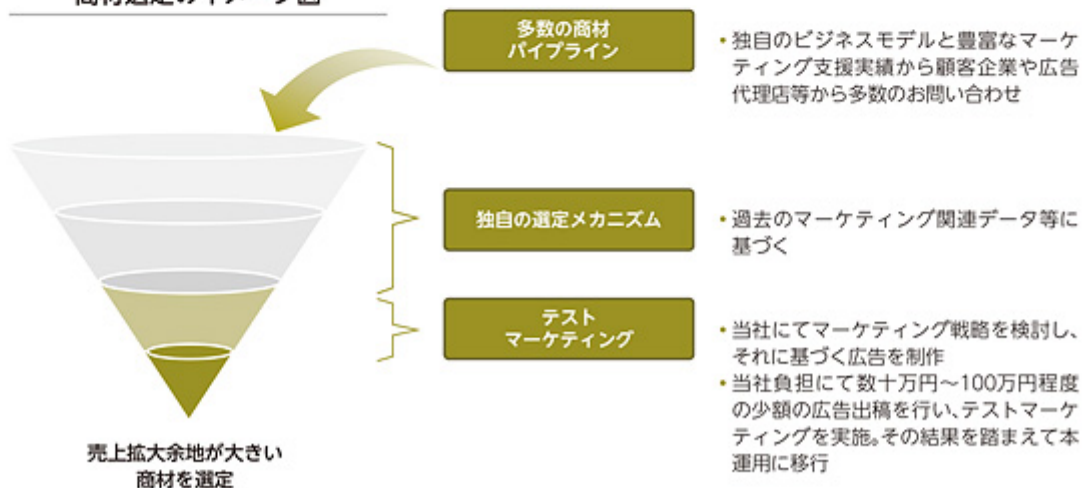 商材選定のイメージ図
多数の商材
パイプライン
・独自のビジネスモデルと豊富なマーケ
ティング支援実績から顧客企業や広告
代理店等から多数のお問い合わせ
独自の選定メカニズム
・過去のマーケティング関連データ等に
基づく
テスト
マーケティング
・当社にてマーケティング戦略を検討し、
それに基づく広告を制作
・当社負担にて数十万円～100万円程度
の少額の広告出稿を行い、テストマーケ
ティングを実施。その結果を踏まえて本
運用に移行
売上拡大余地が大きい
商材を選定